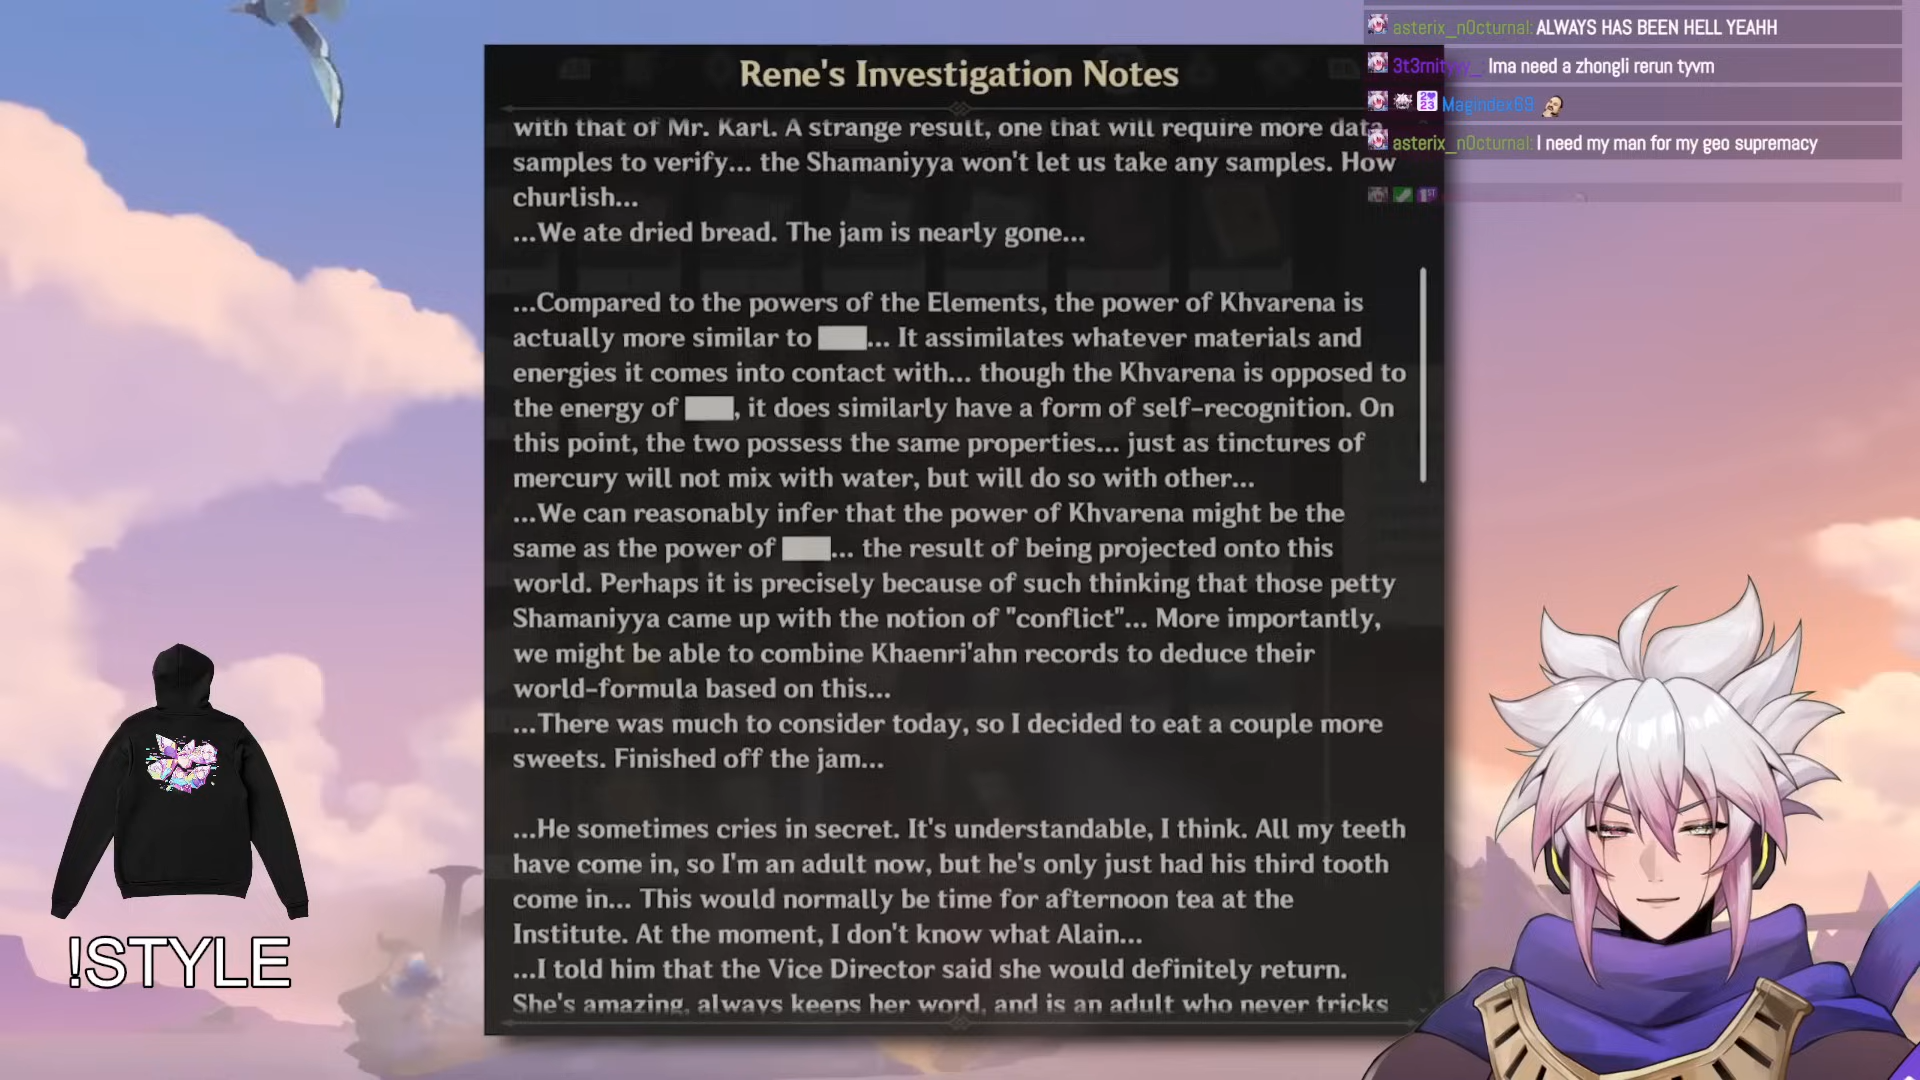 Rene's Investigation Notes
with that of Mr. Karl. A strange result, one that will require more data
samples to verify... the Shamaniyya won't let us take any samples. How
churlish...
...We ate dried bread. The jam is nearly gone...
...Compared to the powers of the Elements, the power of Khvarena is
actually more similar to ... It assimilates whatever materials and
energies it comes into contact with... though the Khvarena is opposed to
the energy of , it does similarly have a form of self-recognition. On
this point, the two possess the same properties... just as tinctures of
mercury will not mix with water, but will do so with other...
...We can reasonably infer that the power of Khvarena might be the
same as the power of ... the result of being projected onto this
world. Perhaps it is precisely because of such thinking that those petty
Shamaniyya came up with the notion of "conflict"... More importantly,
we might be able to combine Khaenri'ahn records to deduce their
world-formula based on this...
...There was much to consider today, so I decided to eat a couple more
sweets. Finished off the jam...
...He sometimes cries in secret. It's understandable, I think. All my teeth
have come in, so I'm an adult now, but he's only just had his third tooth
come in... This would normally be time for afternoon tea at the
Institute. At the moment, I don't know what Alain...
...I told him that the Vice Director said she would definitely return.
She's amazing, always keeps her word, and is an adult who never tricks
asterix_n0cturnal: ALWAYS HAS BEEN HELL YEAHH
3t3rnityyy_: Ima need a zhongli rerun tyvm
Magindex89
asterix_n0cturnal: I need my man for my geo supremacy
!STYLE